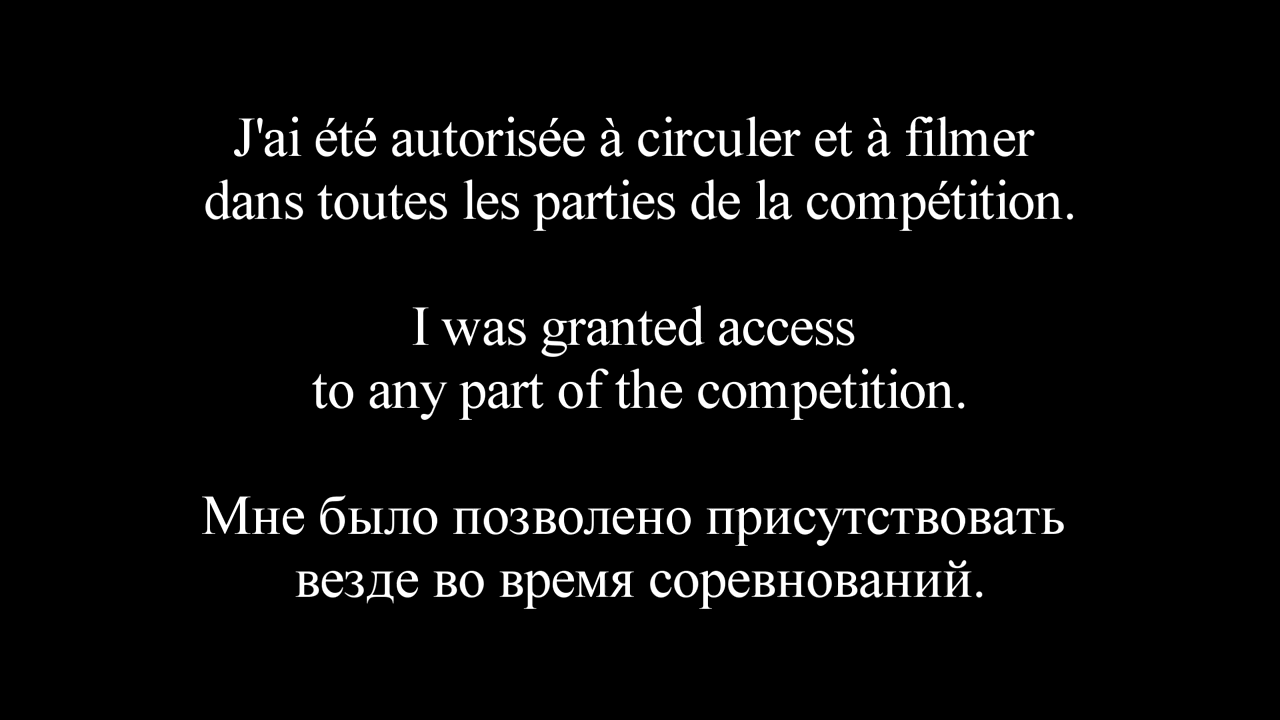 J'ai été autorisée à circuler et à filmer
dans toutes les parties de la compétition.
I was granted access
to any part of the competition.
Мне было позволено присутствовать
везде во время соревнований.